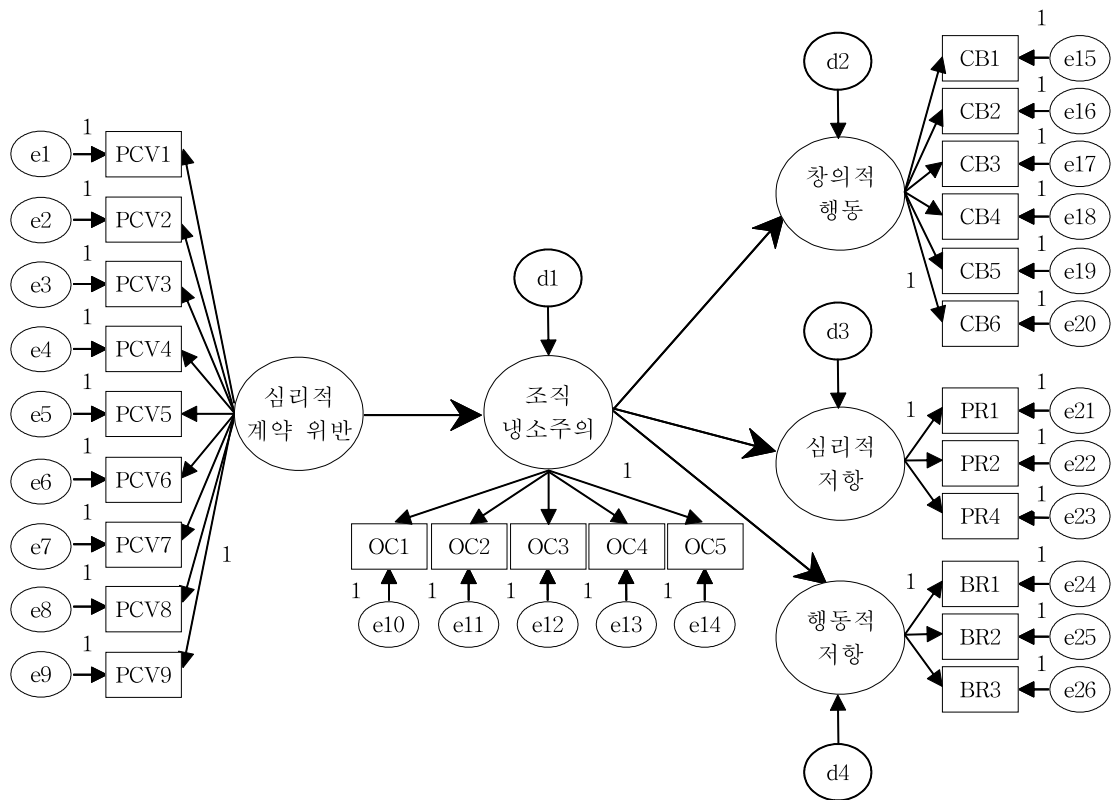 e1 1 PCV1
e2 1 PCV2
e3 1 PCV3
e4 1 PCV4
e5 1 PCV5
e6 1 PCV6
e7 1 PCV7
e8 1 PCV8
e9 1 PCV9
1
심리적
계약 위반
d1
조직
냉소주의
1
OC1 OC2 OC3 OC4 OC5
1 1 1 1 1
e10 e11 e12 e13 e14
d2
창의적
행동
1
CB1 1 e15
CB2 1 e16
CB3 1 e17
CB4 1 e18
CB5 1 e19
CB6 1 e20
d3
심리적
저항
1
PR1 1 e21
PR2 1 e22
PR4 1 e23
행동적
저항
1
BR1 1 e24
BR2 1 e25
BR3 1 e26
d4